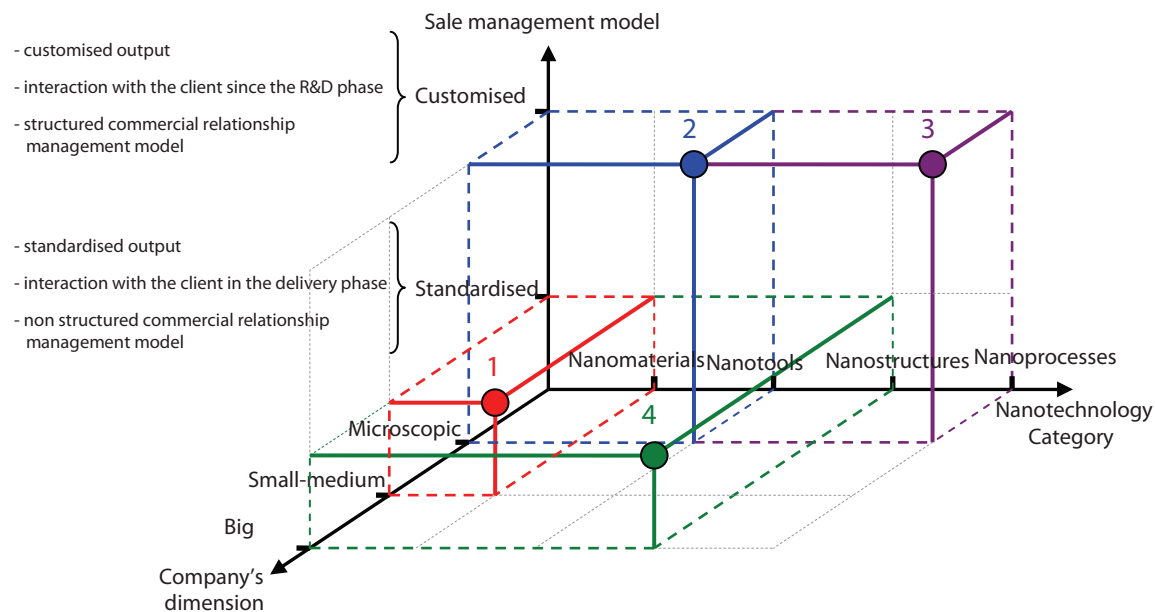 Sale management model
- customised output
- interaction with the client since the R&D phase
- structured commercial relationship
management model
Customised
2
3
- standardised output
- interaction with the client in the delivery phase
- non structured commercial relationship
management model
Standardised
1
Nanomaterials
Nanotools
Nanostructures
Nanoprocesses
Nanotechnology
Category
4
Microscopic
Small-medium
Big
Company's
dimension